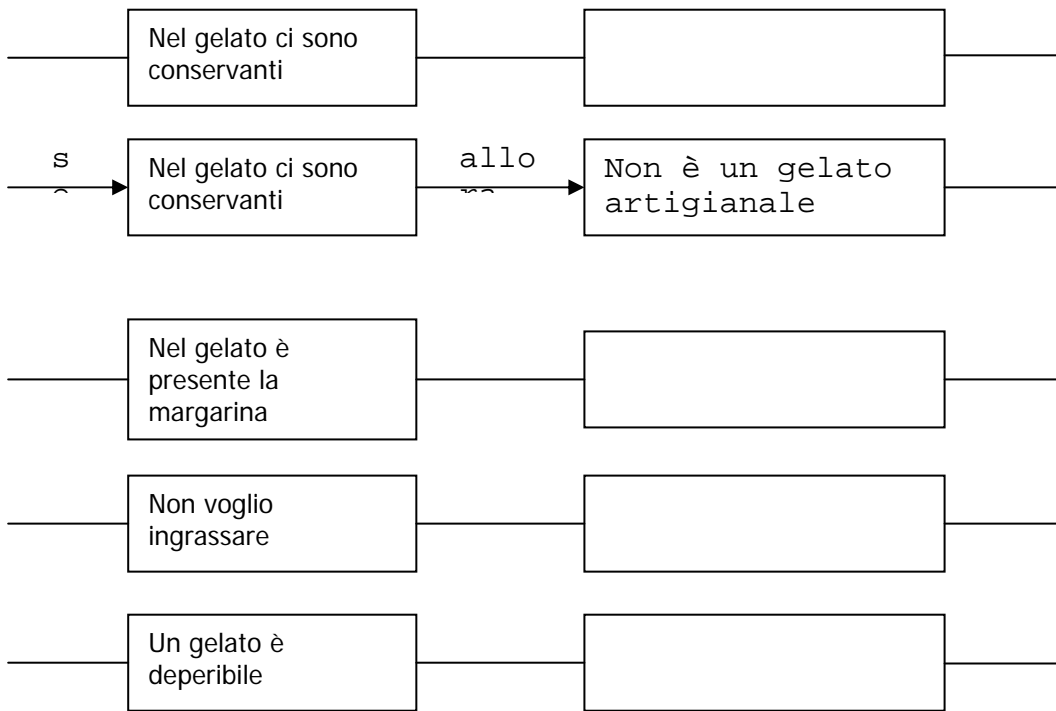 Nel gelato ci sono
conservanti
s
Nel gelato ci sono
conservanti
allo
Non è un gelato
artigianale
Nel gelato è
presente la
margarina
Non voglio
ingrassare
Un gelato è
deperibile